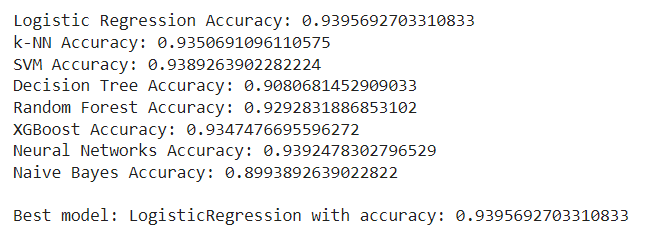 Logistic Regression Accuracy: 0.9395692703310833
k-NN Accuracy: 0.9350691096110575
SVM Accuracy: 0.9389263902282224
Decision Tree Accuracy: 0.9080681452909033
Random Forest Accuracy: 0.9292831886853102
XGBoost Accuracy: 0.9347476695596272
Neural Networks Accuracy: 0.9392478302796529
Naive Bayes Accuracy: 0.8993892639022822
Best model: LogisticRegression with accuracy: 0.9395692703310833